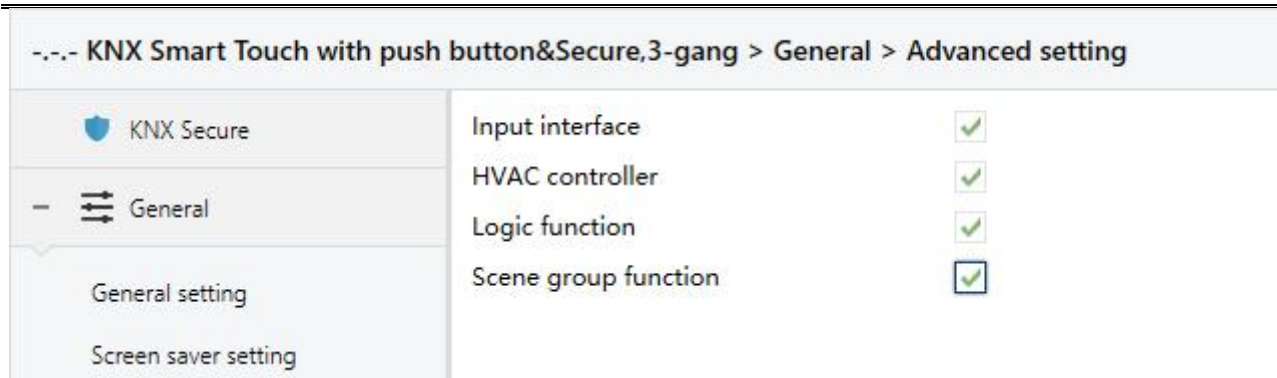 -.-.- KNX Smart Touch with push button&Secure,3-gang > General > Advanced setting
KNX Secure
General
General setting
Screen saver setting
Input interface
HVAC controller
Logic function
Scene group function